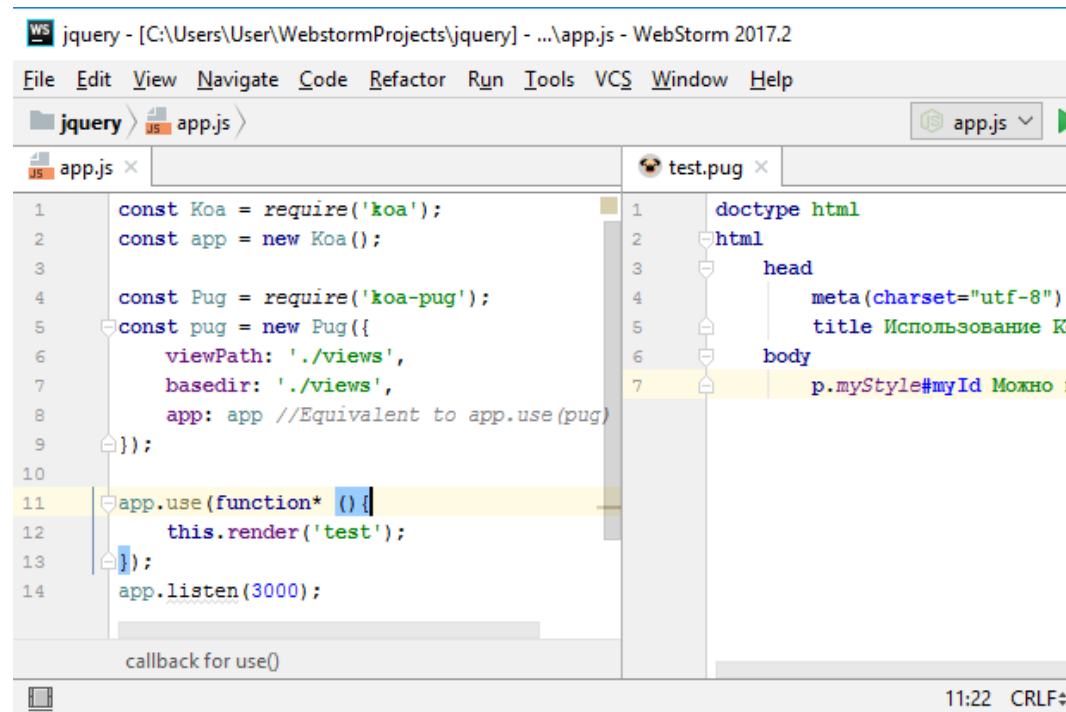 WS jquery - [C:\Users\User\WebstormProjects\jquery] - ...\app.js - WebStorm 2017.2
File Edit View Navigate Code Refactor Run Tools VCS Window Help
jquery JS app.js JS app.js
JS app.js × test.pug ×
1 const Koa = require('koa');
2 const app = new Koa();
3
4 const Pug = require('koa-pug');
5 const pug = new Pug({
6 viewPath: './views',
7 basedir: './views',
8 app: app //Equivalent to app.use(pug)
9 });
10
11 app.use(function* (){
12 this.render('test');
13 });
14 app.listen(3000);
callback for use()
1 doctype html
2 html
3 head
4 meta(charset="utf-8")
5 title Использование
6 body
7 p.myStyle#myId Можно
11:22 CRLF